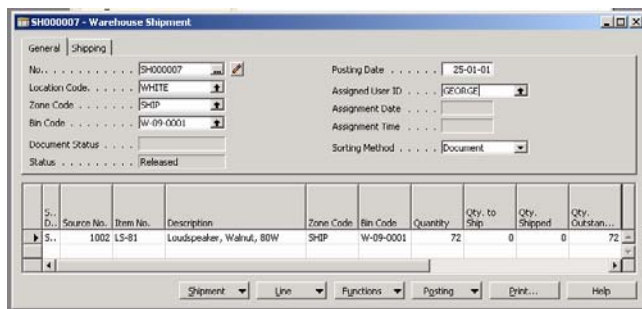 SH000007 - Warehouse Shipment
General Shipping
No. . . . . . . . . . . SH000007 ...
Location Code. . . . . . WHITE
Zone Code . . . . . . . SHIP
Bin Code . . . . . . . . W-09-0001
Document Status . . . .
Status . . . . . . . . . Released
Posting Date . . . . . . 25-01-01
Assigned User ID . . . . GEORGE
Assignment Date . . . .
Assignment Time . . . .
Sorting Method . . . . . Document
S.. D.. Source No. Item No. Description Zone Code Bin Code Quantity Qty. to Ship Qty. Shipped Qty. Outstan...
S.. 1002 LS-81 Loudspeaker, Walnut, 80W SHIP W-09-0001 72 0 0 72
Shipment Line Functions Posting Print... Help